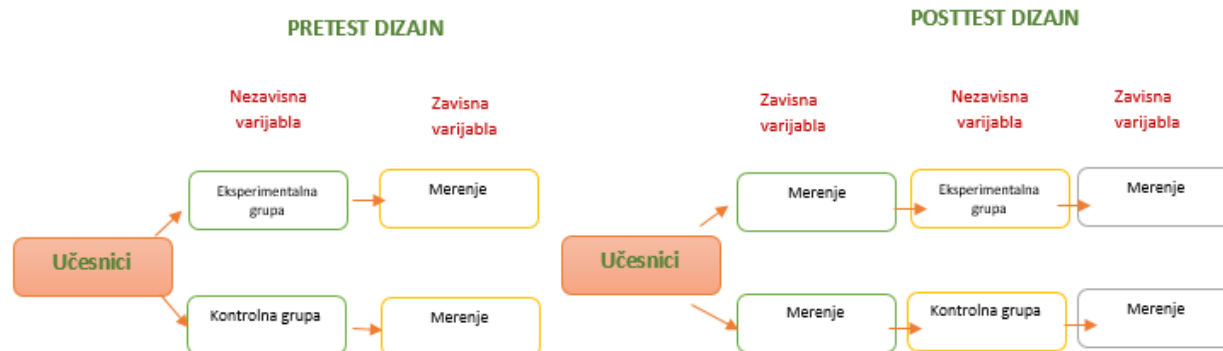 PRETEST DIZAJN
Nezavisna
varijabla
Zavisna
varijabla
Eksperimentalna
grupa
Merenje
Učesnici
Kontrolna grupa
Merenje
POSTTEST DIZAJN
Zavisna
varijabla
Nezavisna
varijabla
Zavisna
varijabla
Merenje
Eksperimentalna
grupa
Merenje
Učesnici
Merenje
Kontrolna grupa
Merenje